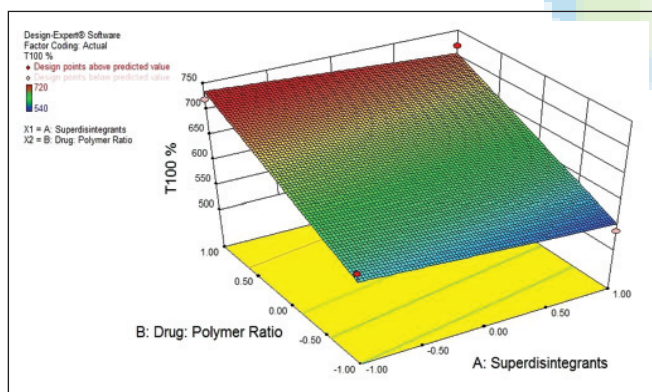 Design-Expert® Software
Factor Coding: Actual
T100 %
Design points above predicted value
Design points below predicted value
720
540
X1 = A: Superdisintegrants
X2 = B: Drug: Polymer Ratio
750
700
650
600
550
500
T100 %
1.00
0.50
0.00
-0.50
-1.00
B: Drug: Polymer Ratio
-1.00
-0.50
0.00
0.50
1.00
A: Superdisintegrants